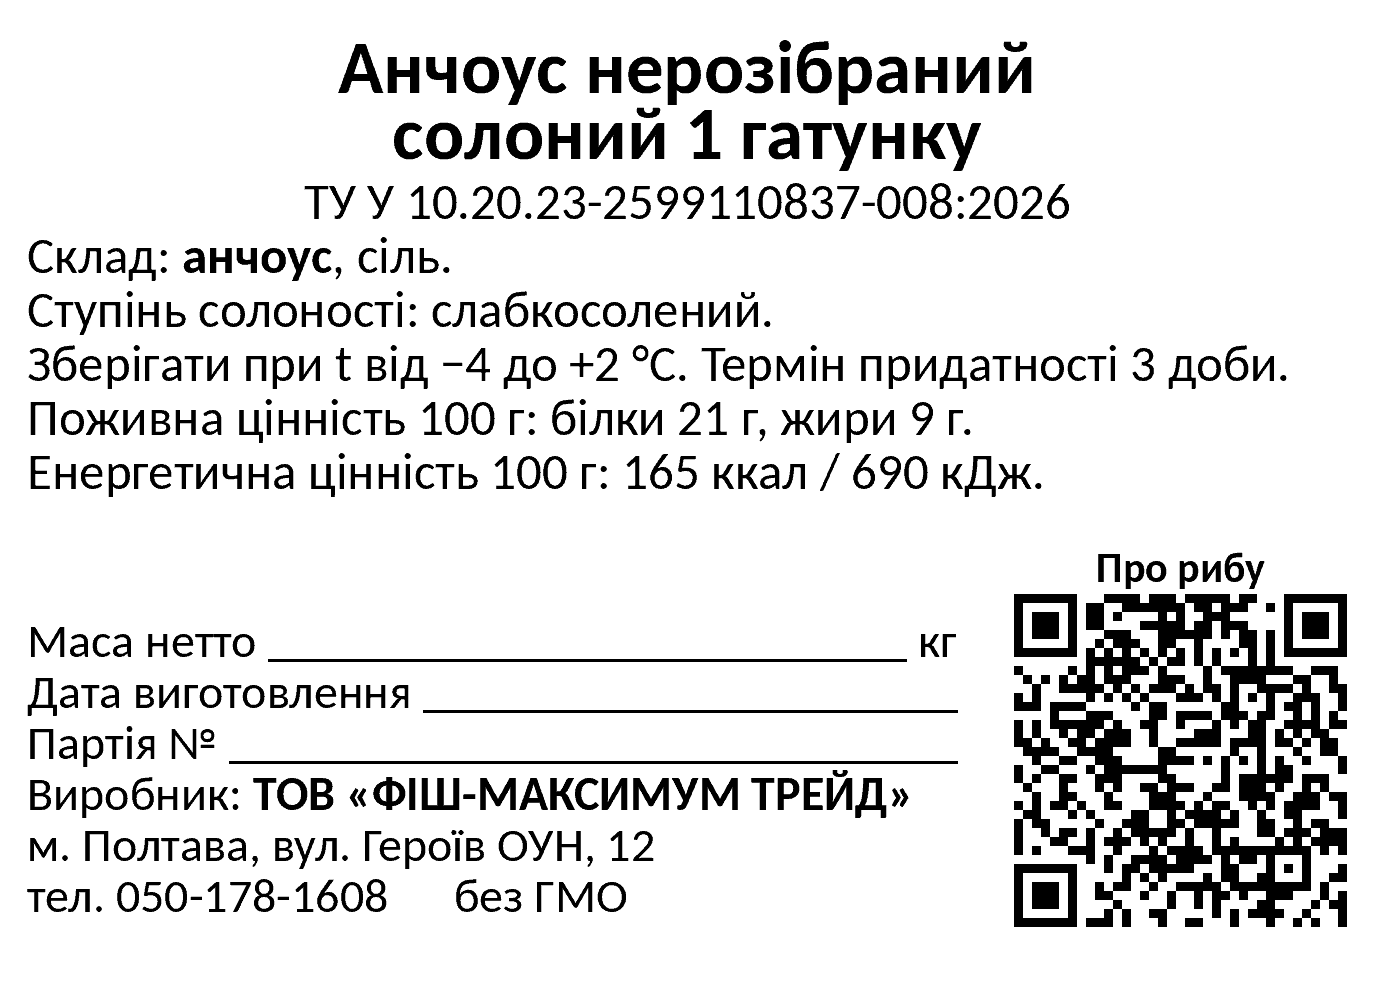 Анчоус нерозібраний
солоний 1 гатунку
ТУ У 10.20.23-2599110837-008:2026
Склад: анчоус, сіль.
Ступінь солоності: слабкосолений.
Зберігати при t від −4 до +2 °С. Термін придатності 3 доби.
Поживна цінність 100 г: білки 21 г, жири 9 г.
Енергетична цінність 100 г: 165 ккал / 690 кДж.
Про рибу
Маса нетто ____________ кг
Дата виготовлення ____________
Партія № ____________
Виробник: ТОВ «ФІШ-МАКСИМУМ ТРЕЙД»
м. Полтава, вул. Героїв ОУН, 12
тел. 050-178-1608 без ГМО